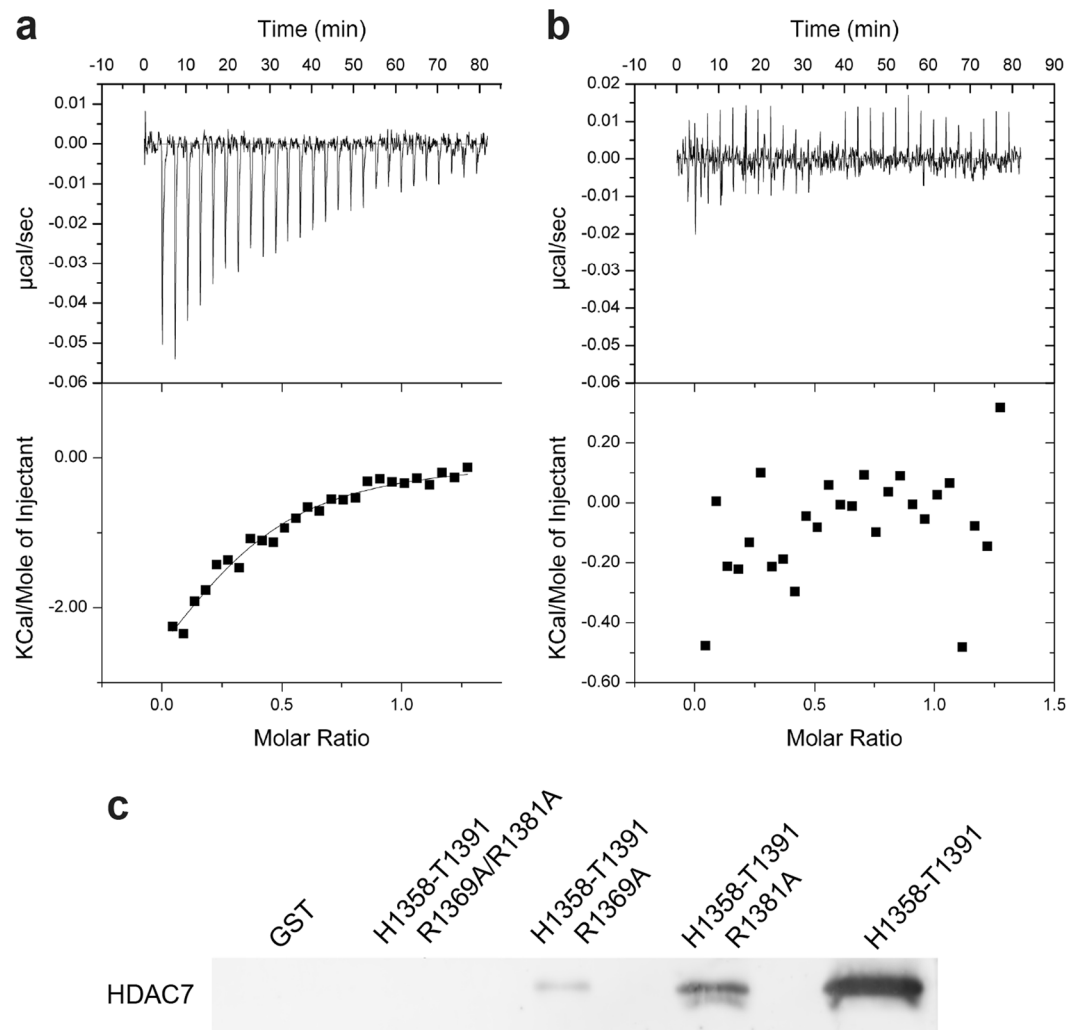 a
Time (min)
-10 0 10 20 30 40 50 60 70 80
0.01
0.00
-0.01
-0.02
-0.03
-0.04
-0.05
-0.06
µcal/sec
0.00
-2.00
KCal/Mole of Injectant
0.0 0.5 1.0
Molar Ratio
b
Time (min)
-10 0 10 20 30 40 50 60 70 80 90
0.02
0.01
0.00
-0.01
-0.02
-0.03
-0.04
-0.05
-0.06
µcal/sec
0.20
0.00
-0.20
-0.40
-0.60
KCal/Mole of Injectant
0.0 0.5 1.0 1.5
Molar Ratio
c
GST
H1358-T1391
R1369A/R1381A
H1358-T1391
R1369A
H1358-T1391
R1381A
H1358-T1391
HDAC7